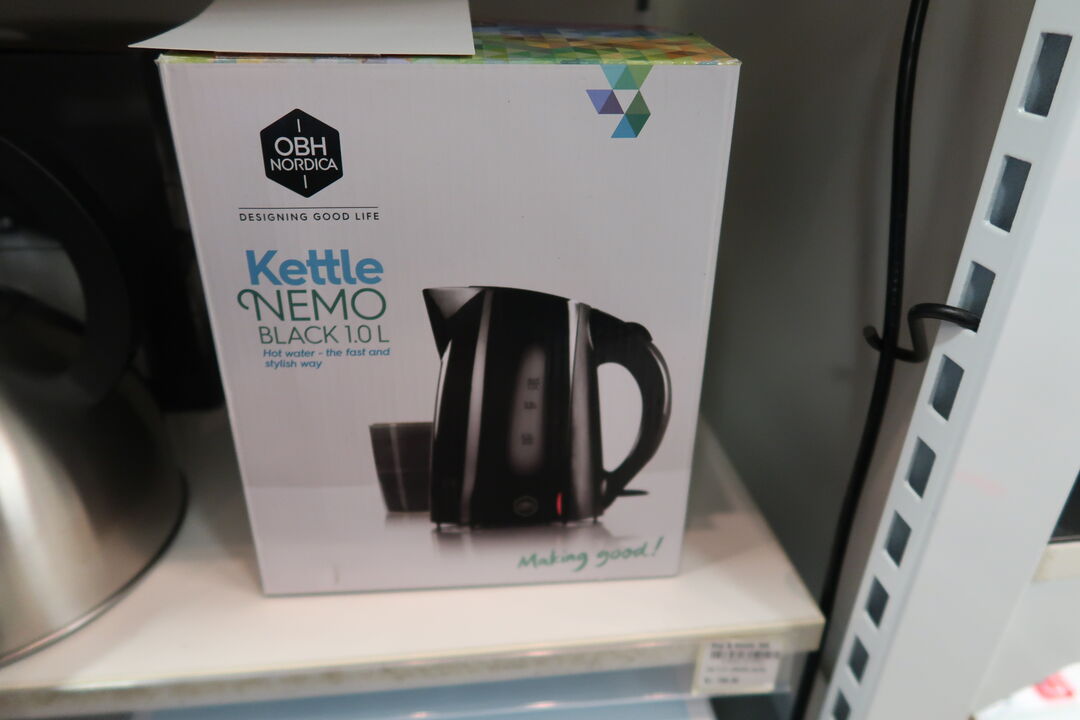 OBH
NORDICA
DESIGNING GOOD LIFE
Kettle
NEMO
BLACK 1.0 L
Hot water - the fast and
stylish way
Making good!